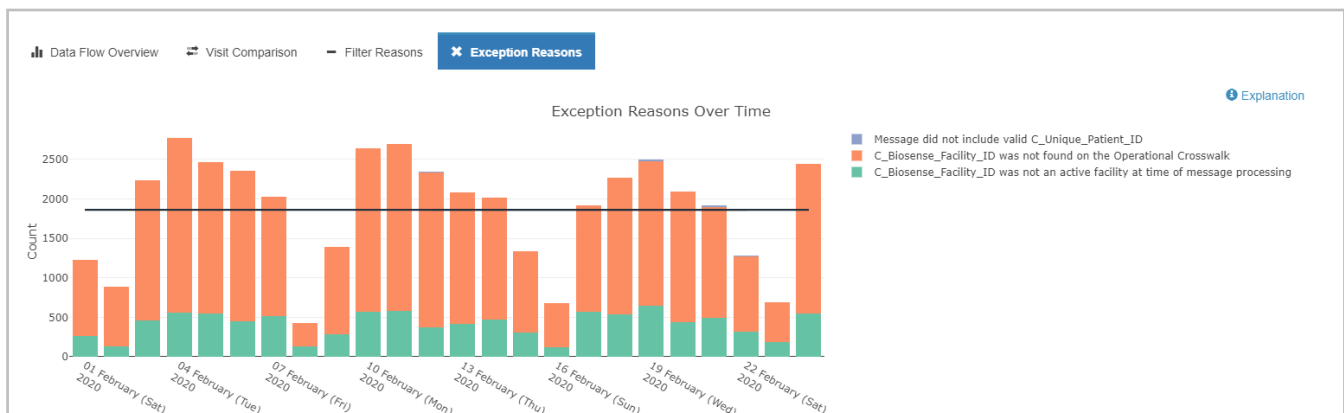 Data Flow Overview
Visit Comparison
Filter Reasons
Exception Reasons
Explanation
Exception Reasons Over Time
Message did not include valid C_Unique_Patient_ID
C_Biosense_Facility_ID was not found on the Operational Crosswalk
C_Biosense_Facility_ID was not an active facility at time of message processing
Count
2500
2000
1500
1000
500
0
01 February (Sat)
2020
04 February (Tue)
2020
07 February (Fri)
2020
10 February (Mon)
2020
13 February (Thu)
2020
16 February (Sun)
2020
19 February (Wed)
2020
22 February (Sat)
2020